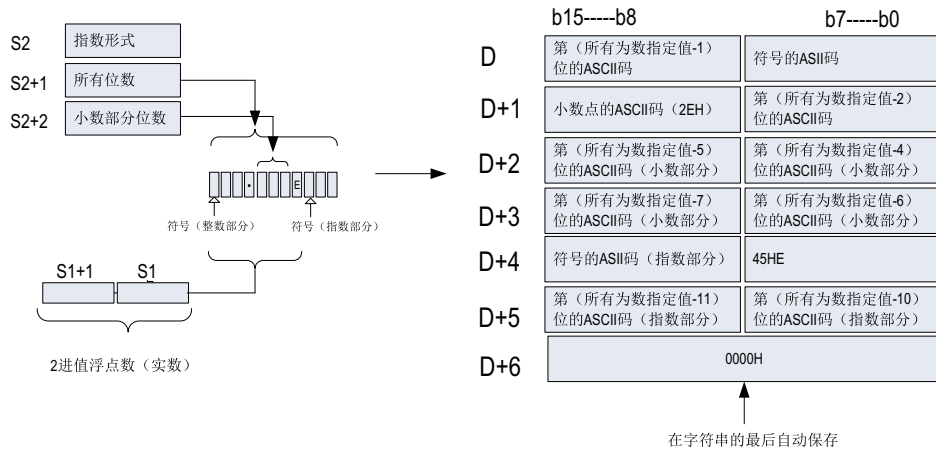 S2
指数形式
S2+1
所有位数
S2+2
小数部分位数
E
符号（整数部分）
符号（指数部分）
S1+1
S1
2进值浮点数（实数）
b15-----b8
b7-----b0
D
第（所有为数指定值-1）
位的ASCII码
符号的ASII码
D+1
小数点的ASCII码（2EH）
第（所有为数指定值-2）
位的ASCII码
D+2
第（所有为数指定值-5）
位的ASCII码（小数部分）
第（所有为数指定值-4）
位的ASCII码（小数部分）
D+3
第（所有为数指定值-7）
位的ASCII码（小数部分）
第（所有为数指定值-6）
位的ASCII码（小数部分）
D+4
符号的ASII码（指数部分）
45HE
D+5
第（所有为数指定值-11）
位的ASCII码（指数部分）
第（所有为数指定值-10）
位的ASCII码（指数部分）
D+6
0000H
在字符串的最后自动保存